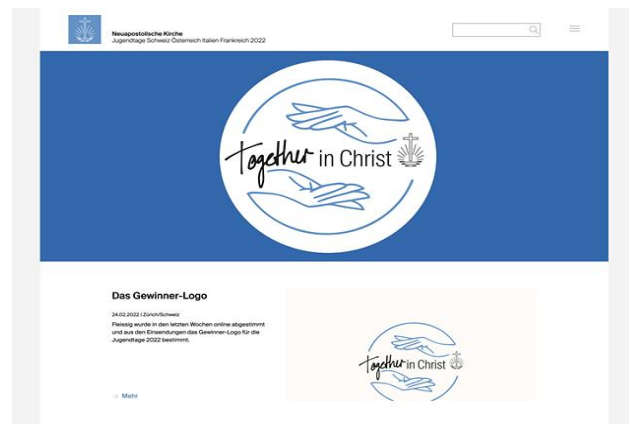 Neuapostolische Kirche
Jugendtage Schweiz Österreich Italien Frankreich 2022
Together in Christ
Das Gewinner-Logo
24.02.2022 | Zürich/Schweiz
Fleissig wurde in den letzten Wochen online abgestimmt
und aus den Einsendungen das Gewinner-Logo für die
Jugendtage 2022 bestimmt.
Together in Christ
→ Mehr